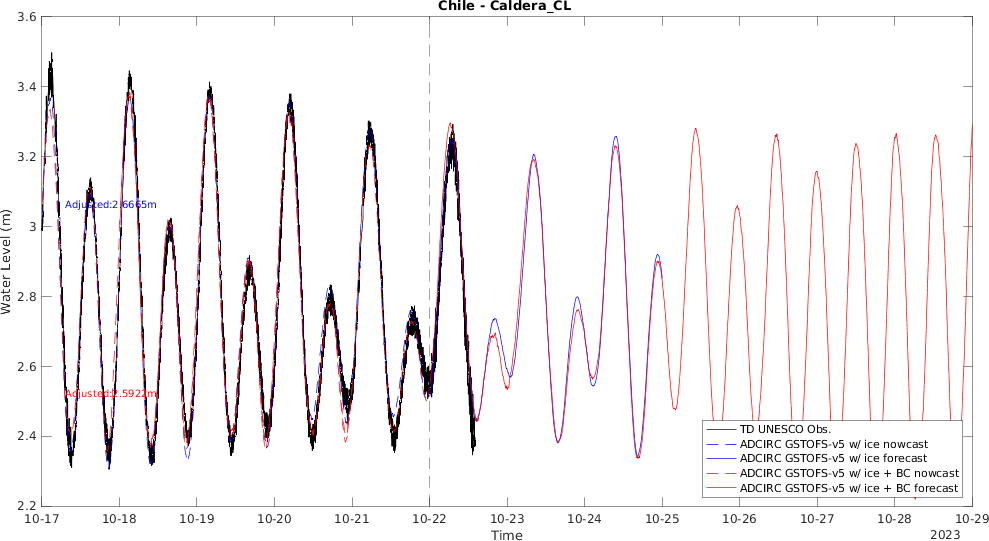 Chile - Caldera_CL
3.6
3.4
3.2
3
2.8
2.6
2.4
2.2
Water Level (m)
Adjusted:2.6665m
Adjusted:2.5922m
TD UNESCO Obs.
ADCIRC GSTOFS-v5 w/ ice nowcast
ADCIRC GSTOFS-v5 w/ ice forecast
ADCIRC GSTOFS-v5 w/ ice + BC nowcast
ADCIRC GSTOFS-v5 w/ ice + BC forecast
10-17 10-18 10-19 10-20 10-21 10-22 10-23 10-24 10-25 10-26 10-27 10-28 10-29
Time
2023